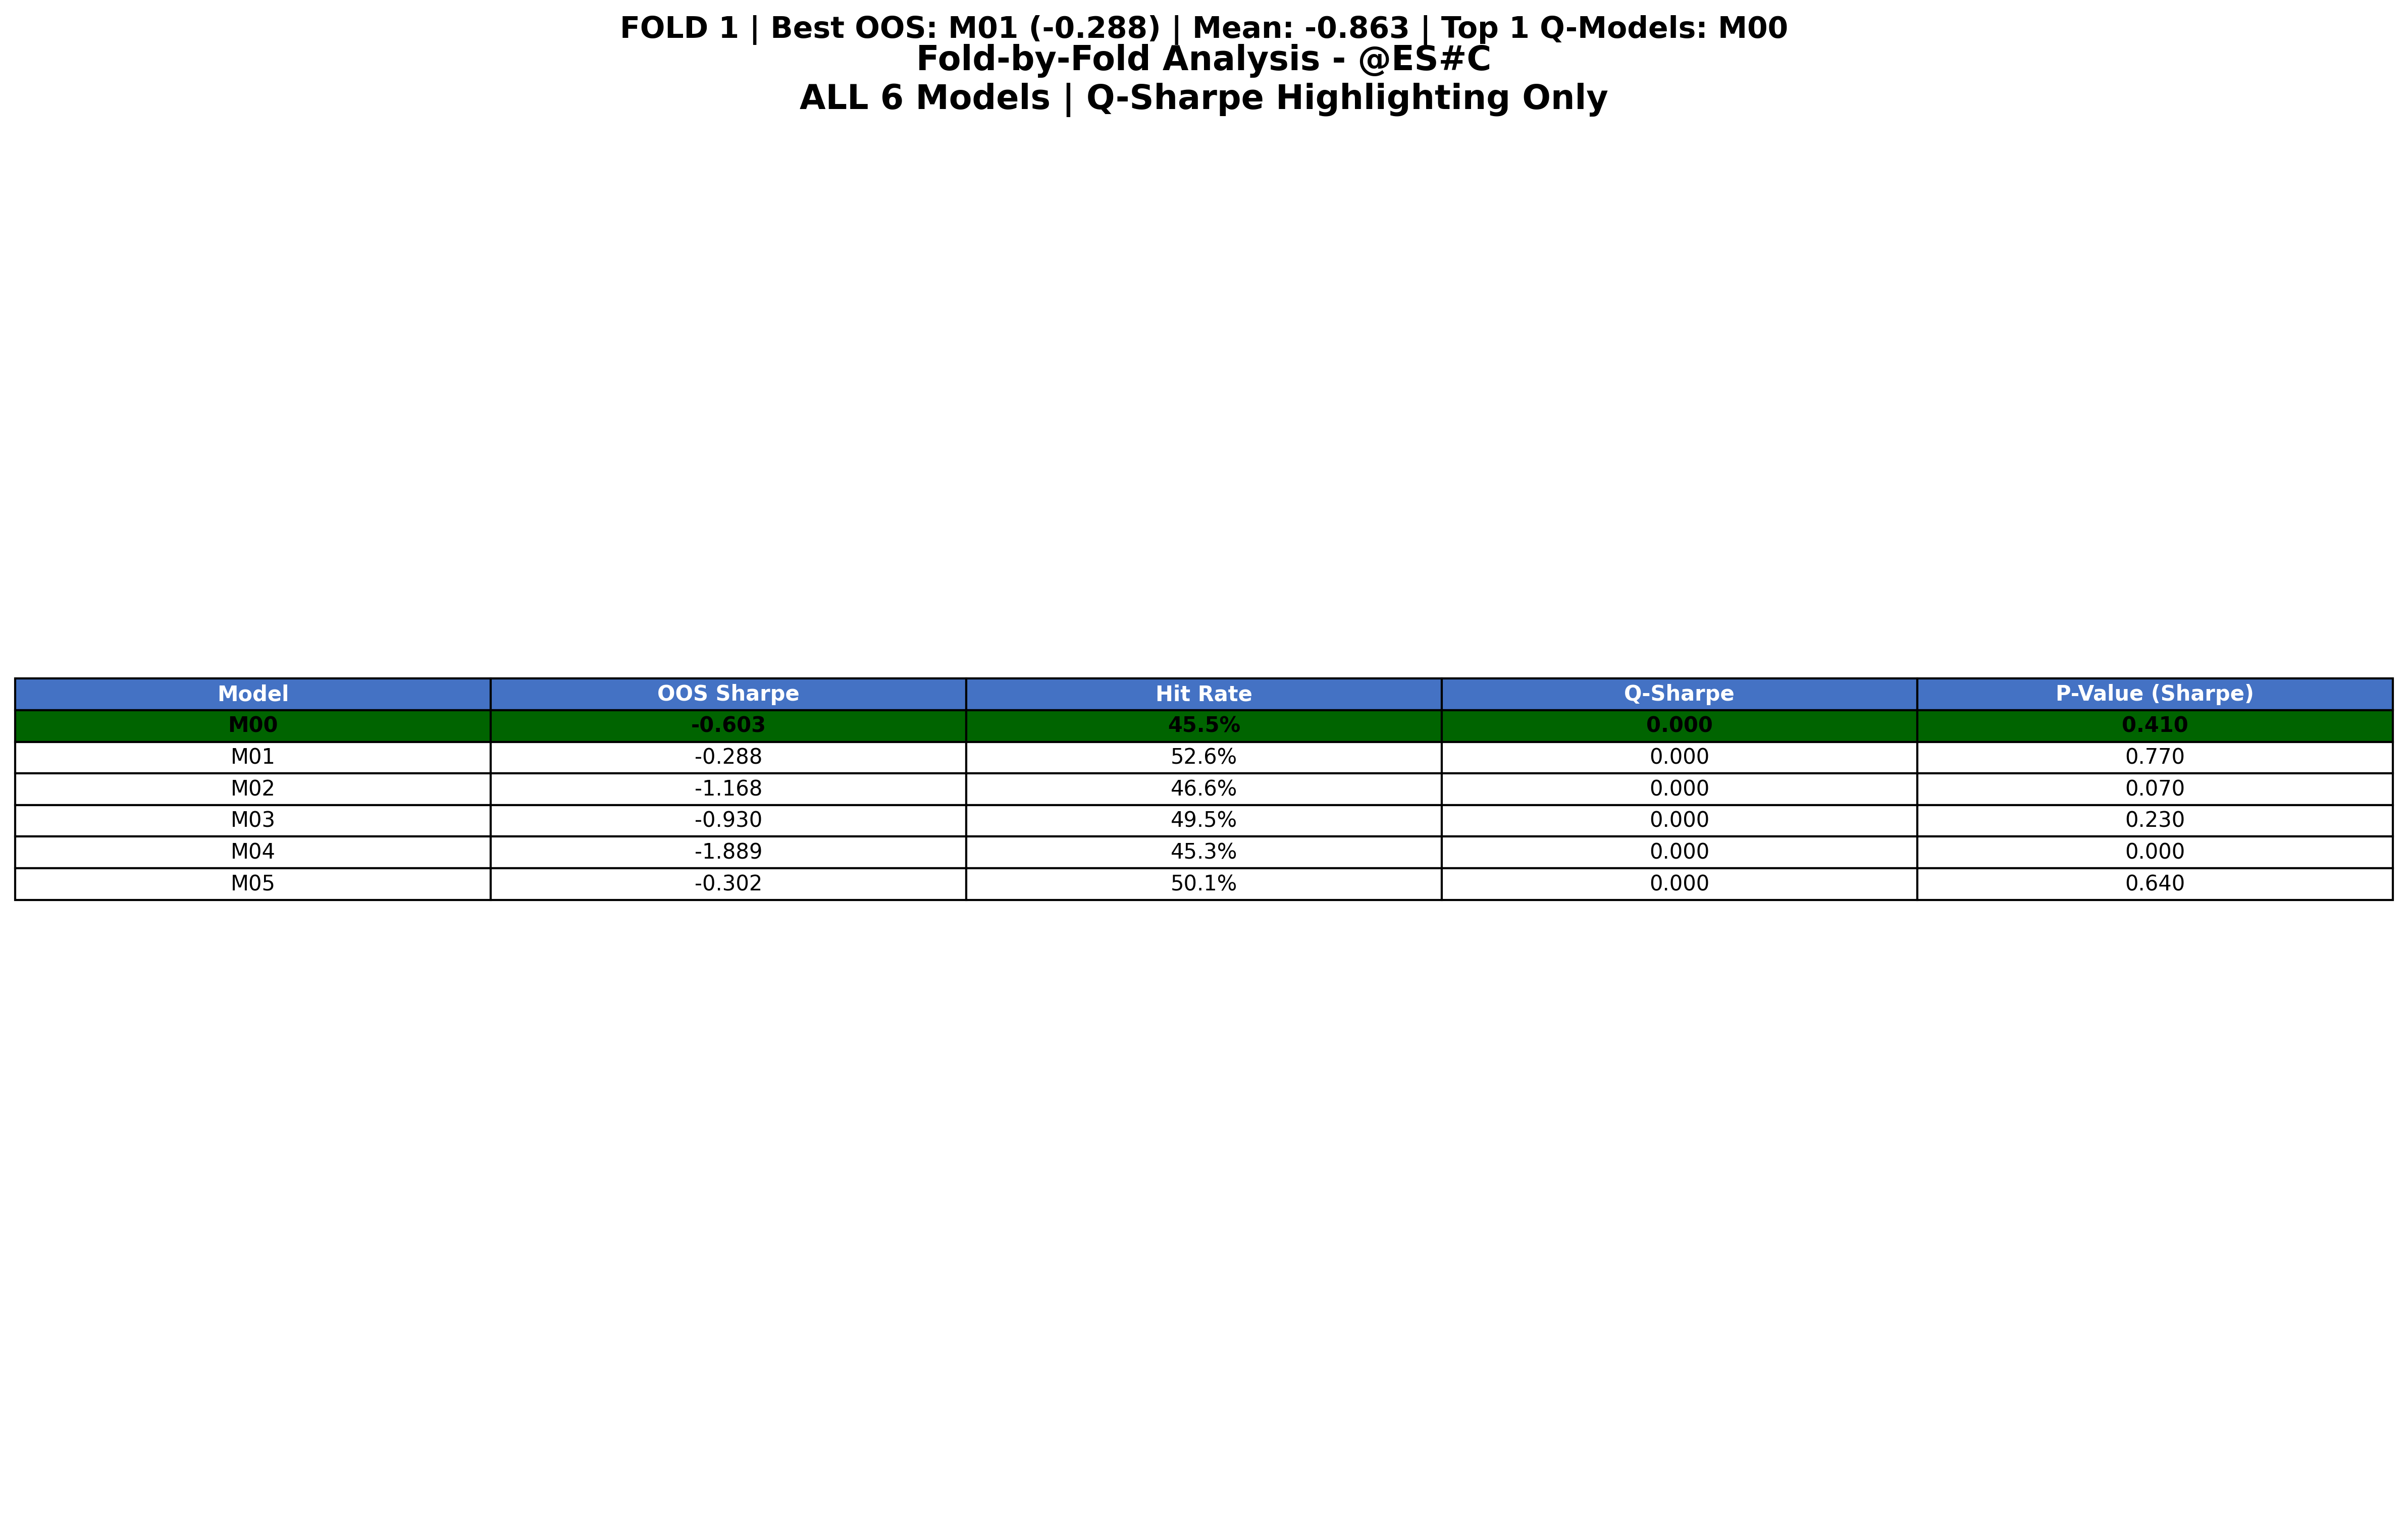 FOLD 1 | Best OOS: M01 (-0.288) | Mean: -0.863 | Top 1 Q-Models: M00
Fold-by-Fold Analysis - @ES#C
ALL 6 Models | Q-Sharpe Highlighting Only
Model OOS Sharpe Hit Rate Q-Sharpe P-Value (Sharpe)
M00 -0.603 45.5% 0.000 0.410
M01 -0.288 52.6% 0.000 0.770
M02 -1.168 46.6% 0.000 0.070
M03 -0.930 49.5% 0.000 0.230
M04 -1.889 45.3% 0.000 0.000
M05 -0.302 50.1% 0.000 0.640